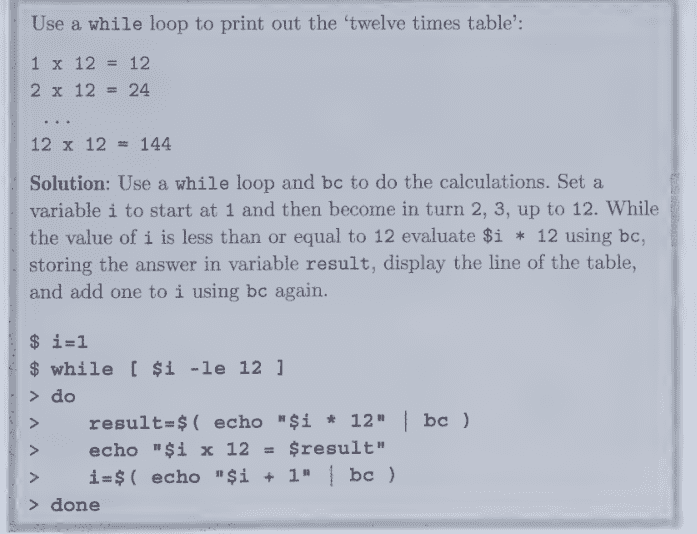 Use a while loop to print out the ‘twelve times table’:
1 x 12 = 12
2 x 12 = 24
...
12 x 12 = 144
Solution: Use a while loop and bc to do the calculations. Set a
variable i to start at 1 and then become in turn 2, 3, up to 12. While
the value of i is less than or equal to 12 evaluate $i * 12 using bc,
storing the answer in variable result, display the line of the table,
and add one to i using bc again.
$ i=1
$ while [ $i -le 12 ]
> do
>     result=$( echo "$i * 12" | bc )
>     echo "$i x 12 = $result"
>     i=$( echo "$i + 1" | bc )
> done